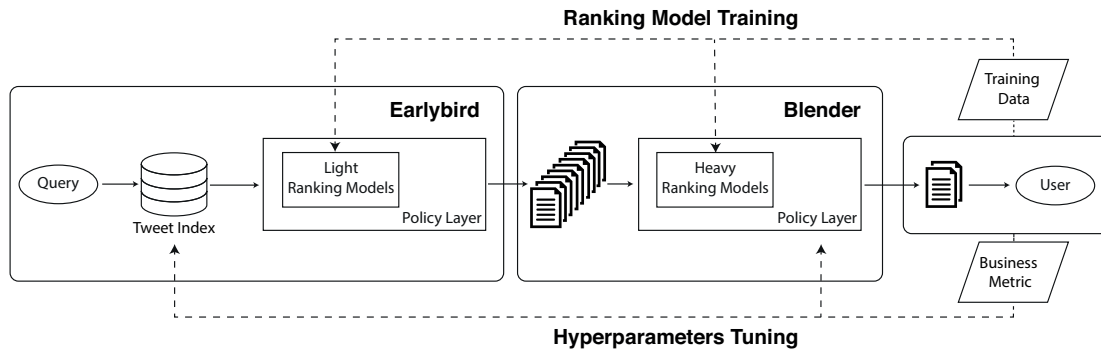 Ranking Model Training
Training
Data
Earlybird
Blender
Query
Tweet Index
Light
Ranking Models
Policy Layer
Heavy
Ranking Models
Policy Layer
User
Business
Metric
Hyperparameters Tuning